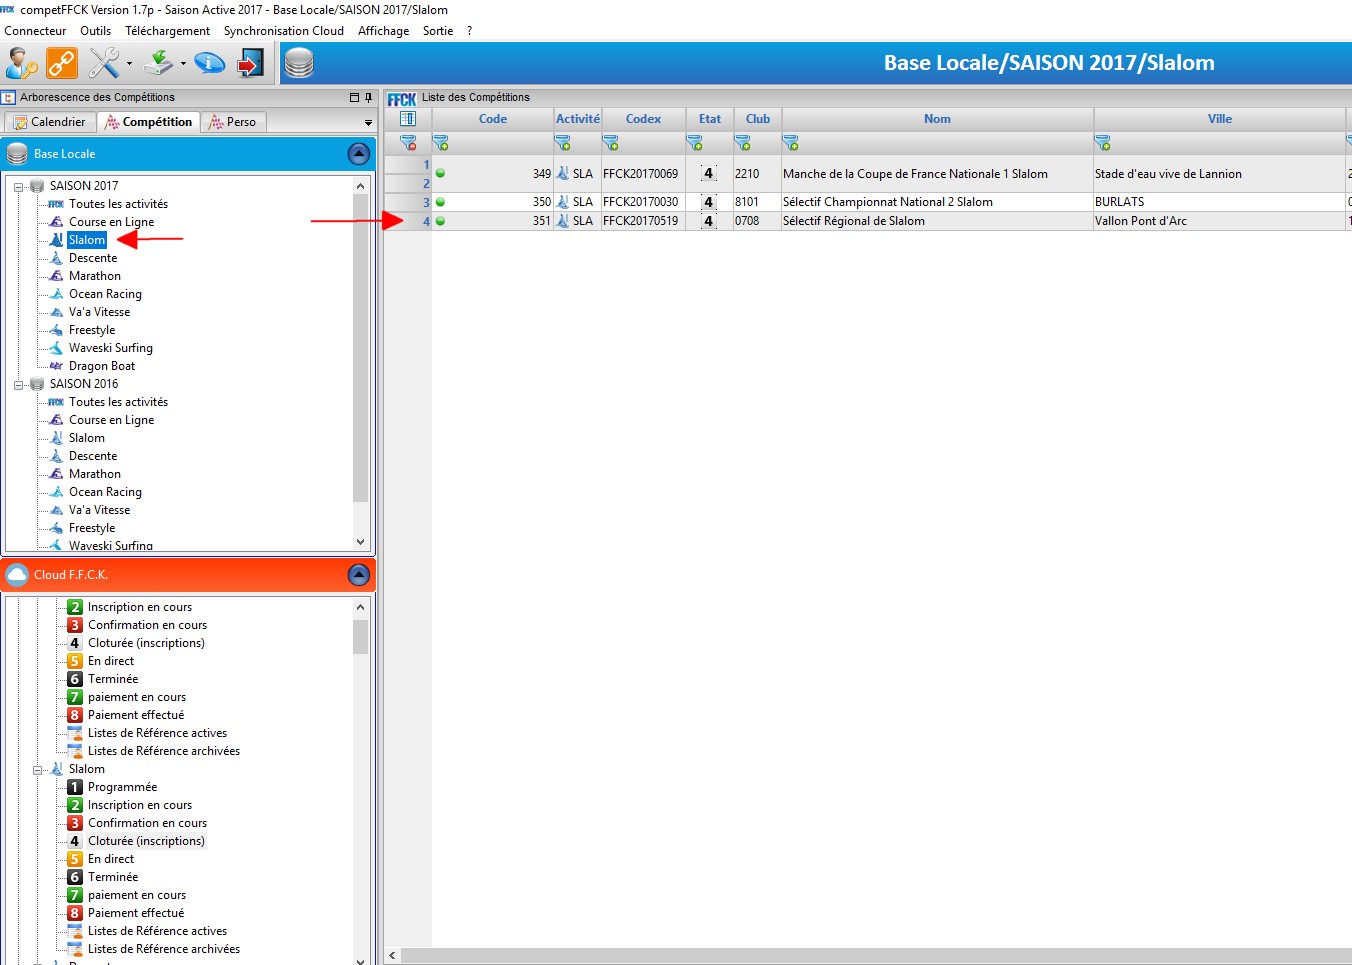 FFCK competFFCK Version 1.7p - Saison Active 2017 - Base Locale/SAISON 2017/Slalom
Connecteur Outils Téléchargement Synchronisation Cloud Affichage Sortie ?
Base Locale/SAISON 2017/Slalom
Arborescence des Compétitions
Calendrier Compétition Perso
Base Locale
SAISON 2017
FFCK Toutes les activités
Course en Ligne
Slalom
Descente
Marathon
Ocean Racing
Va'a Vitesse
Freestyle
Waveski Surfing
Dragon Boat
SAISON 2016
FFCK Toutes les activités
Course en Ligne
Slalom
Descente
Marathon
Ocean Racing
Va'a Vitesse
Freestyle
Waveski Surfing
Cloud F.F.C.K.
2 Inscription en cours
3 Confirmation en cours
4 Cloturée (inscriptions)
5 En direct
6 Terminée
7 paiement en cours
8 Paiement effectué
Listes de Référence actives
Listes de Référence archivées
Slalom
1 Programmée
2 Inscription en cours
3 Confirmation en cours
4 Cloturée (inscriptions)
5 En direct
6 Terminée
7 paiement en cours
8 Paiement effectué
Listes de Référence actives
Listes de Référence archivées
FFCK Liste des Compétitions
Code Activité Codex Etat Club Nom Ville
1
2
349 SLA FFCK20170069 4 2210 Manche de la Coupe de France Nationale 1 Slalom Stade d'eau vive de Lannion 2
3 350 SLA FFCK20170030 4 8101 Sélectif Championnat National 2 Slalom BURLATS 0
4 351 SLA FFCK20170519 4 0708 Sélectif Régional de Slalom Vallon Pont d'Arc 1